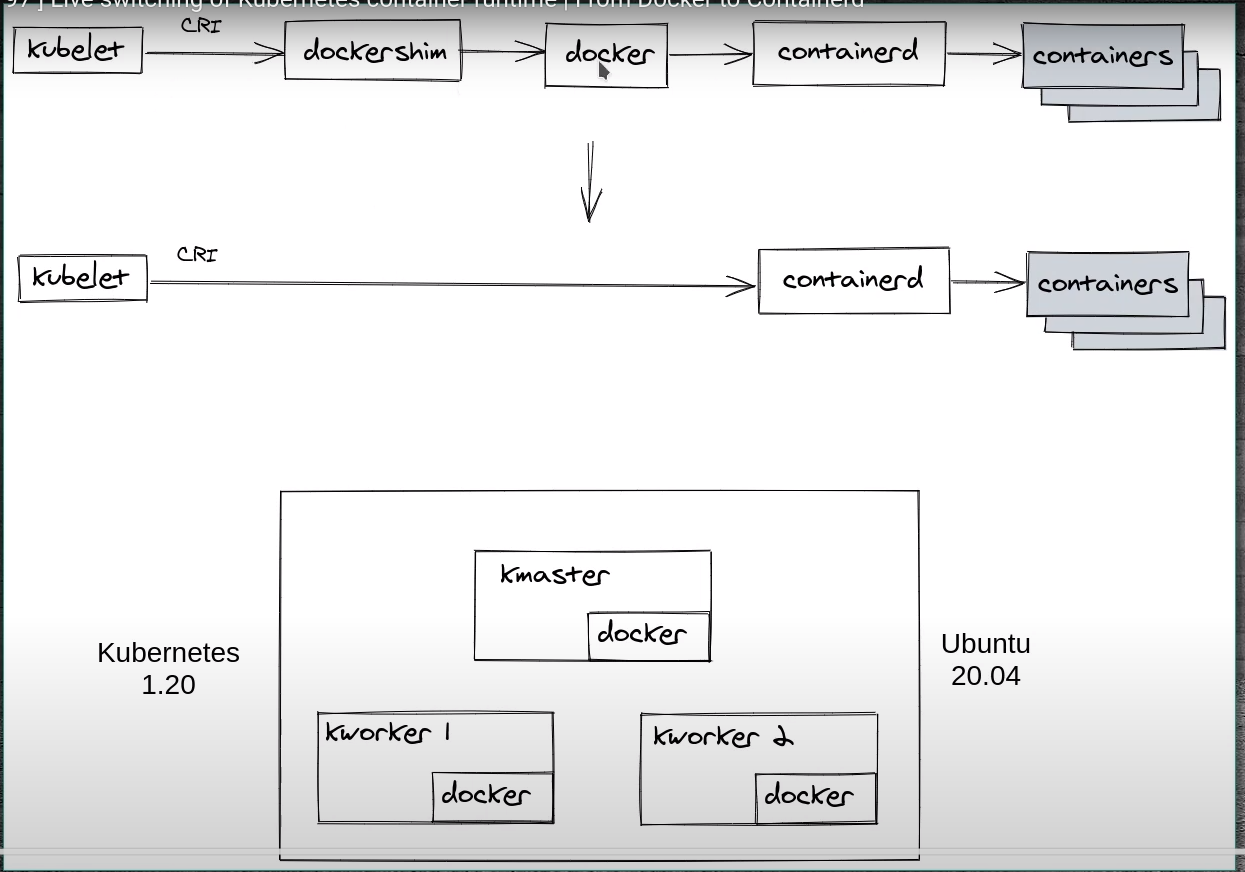 97 ] Live switching of Kubernetes container runtime | From Docker to Containerd
CRI
kubelet
dockershim
docker
containerd
containers
CRI
kubelet
containerd
containers
kmaster
docker
Kubernetes
1.20
Ubuntu
20.04
kworker 1
docker
kworker 2
docker